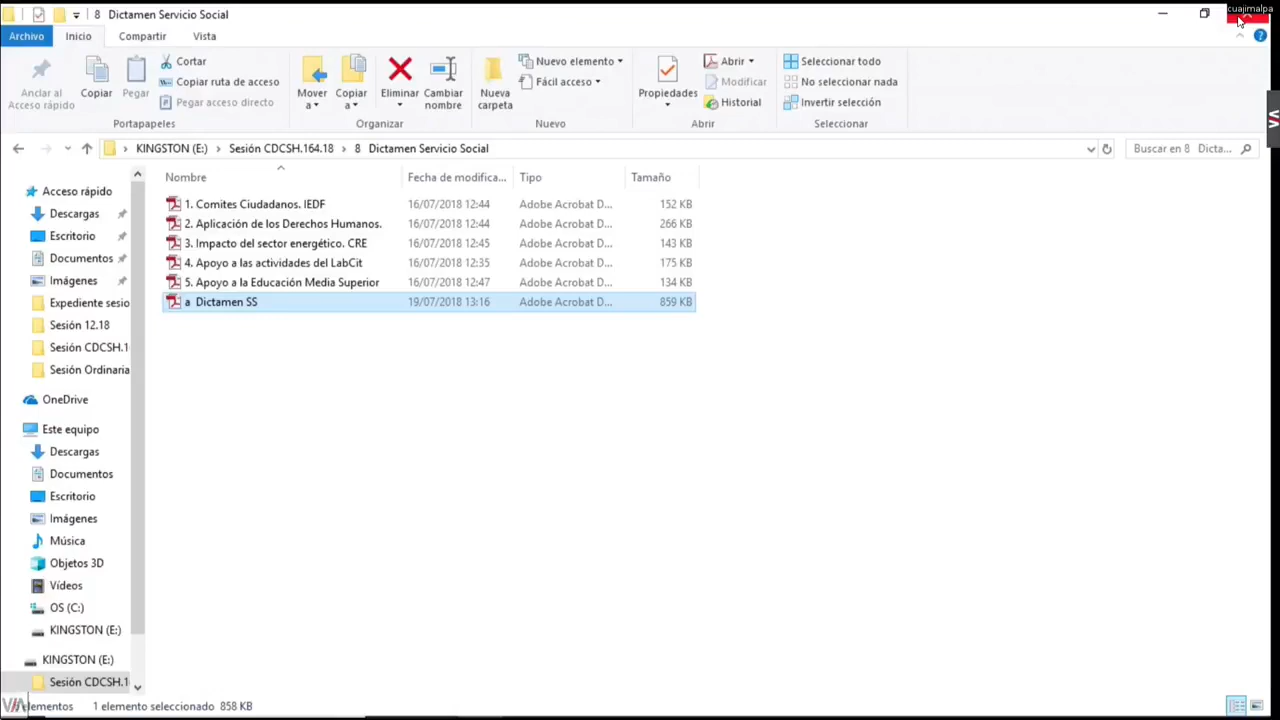 8 Dictamen Servicio Social
cuajimalpa
Archivo Inicio Compartir Vista
Anclar al Acceso rápido
Copiar
Pegar
Cortar
Copiar ruta de acceso
Pegar acceso directo
Portapapeles
Mover a
Copiar a
Eliminar
Cambiar nombre
Organizar
Nueva carpeta
Nuevo elemento
Fácil acceso
Nuevo
Propiedades
Abrir
Modificar
Historial
Abrir
Seleccionar todo
No seleccionar nada
Invertir selección
Seleccionar
KINGSTON (E:) › Sesión CDCSH.164.18 › 8 Dictamen Servicio Social
Buscar en 8 Dicta...
Nombre Fecha de modifica... Tipo Tamaño
1. Comites Ciudadanos. IEDF 16/07/2018 12:44 Adobe Acrobat D... 152 KB
2. Aplicación de los Derechos Humanos. 16/07/2018 12:44 Adobe Acrobat D... 266 KB
3. Impacto del sector energético. CRE 16/07/2018 12:45 Adobe Acrobat D... 143 KB
4. Apoyo a las actividades del LabCit 16/07/2018 12:35 Adobe Acrobat D... 175 KB
5. Apoyo a la Educación Media Superior 16/07/2018 12:47 Adobe Acrobat D... 134 KB
a Dictamen SS 19/07/2018 13:16 Adobe Acrobat D... 859 KB
Acceso rápido
Descargas
Escritorio
Documentos
Imágenes
Expediente sesio
Sesión 12.18
Sesión CDCSH.1
Sesión Ordinaria
OneDrive
Este equipo
Descargas
Documentos
Escritorio
Imágenes
Música
Objetos 3D
Vídeos
OS (C:)
KINGSTON (E:)
KINGSTON (E:)
Sesión CDCSH.1
elementos 1 elemento seleccionado 858 KB